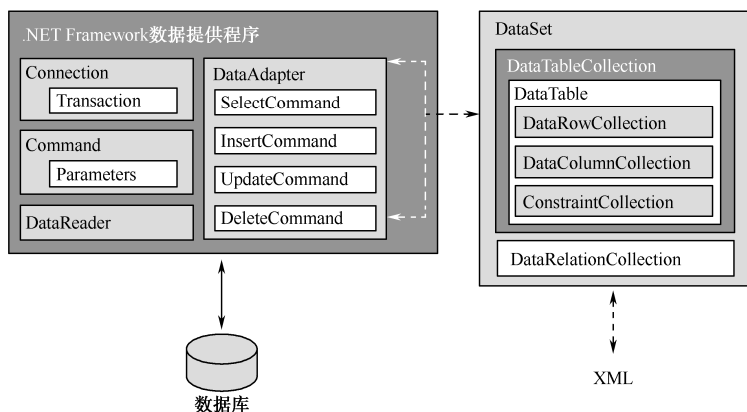 .NET Framework数据提供程序
Connection
Transaction
Command
Parameters
DataReader
DataAdapter
SelectCommand
InsertCommand
UpdateCommand
DeleteCommand
数据库
DataSet
DataTableCollection
DataTable
DataRowCollection
DataColumnCollection
ConstraintCollection
DataRelationCollection
XML